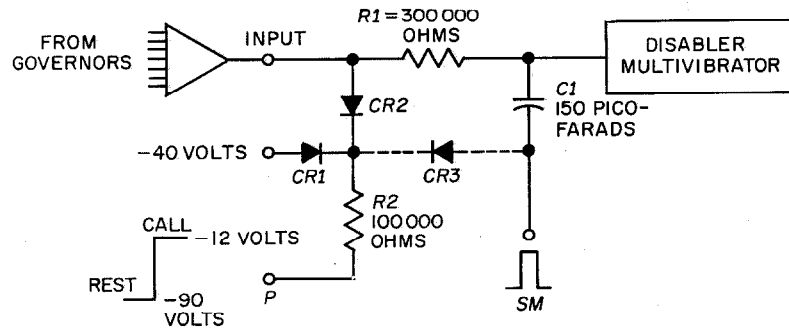 FROM
GOVERNORS
INPUT
R1 = 300 000
OHMS
DISABLER
MULTIVIBRATOR
C1
150 PICO-
FARADS
CR2
-40 VOLTS
CR1
CR3
R2
100 000
OHMS
CALL
-12 VOLTS
REST
-90
VOLTS
P
SM